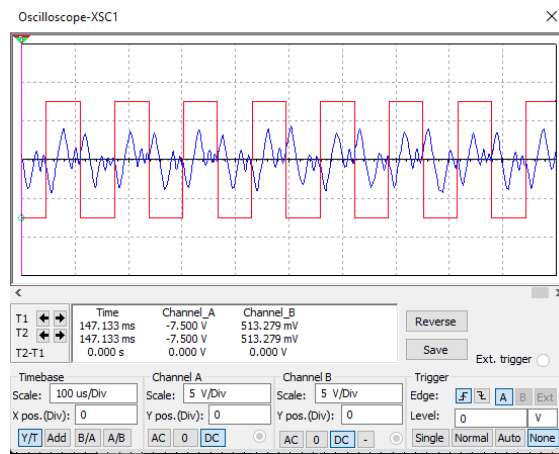 Oscilloscope-XSC1
T1
T2
T2-T1
Time Channel_A Channel_B
147.133 ms -7.500 V 513.279 mV
147.133 ms -7.500 V 513.279 mV
0.000 s 0.000 V 0.000 V
Reverse
Save
Ext. trigger
Timebase
Scale: 100 us/Div
X pos.(Div): 0
Y/T Add B/A A/B
Channel A
Scale: 5 V/Div
Y pos.(Div): 0
AC 0 DC
Channel B
Scale: 5 V/Div
Y pos.(Div): 0
AC 0 DC -
Trigger
Edge: A B Ext
Level: 0 V
Single Normal Auto None